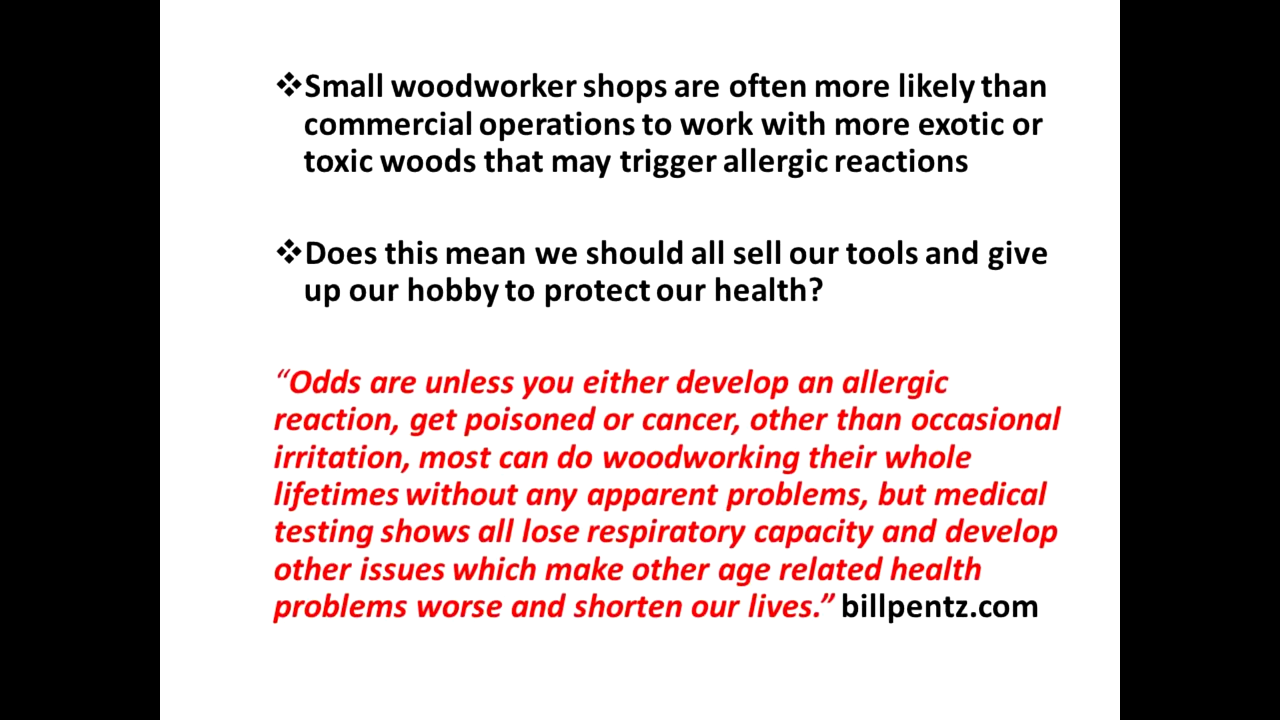 ❖Small woodworker shops are often more likely than
commercial operations to work with more exotic or
toxic woods that may trigger allergic reactions
❖Does this mean we should all sell our tools and give
up our hobby to protect our health?
“Odds are unless you either develop an allergic
reaction, get poisoned or cancer, other than occasional
irritation, most can do woodworking their whole
lifetimes without any apparent problems, but medical
testing shows all lose respiratory capacity and develop
other issues which make other age related health
problems worse and shorten our lives.” billpentz.com